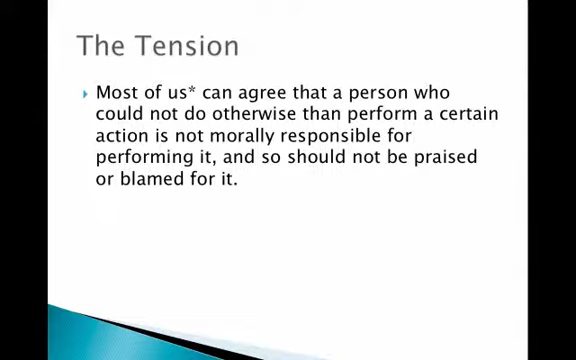 The Tension
Most of us* can agree that a person who
could not do otherwise than perform a certain
action is not morally responsible for
performing it, and so should not be praised
or blamed for it.